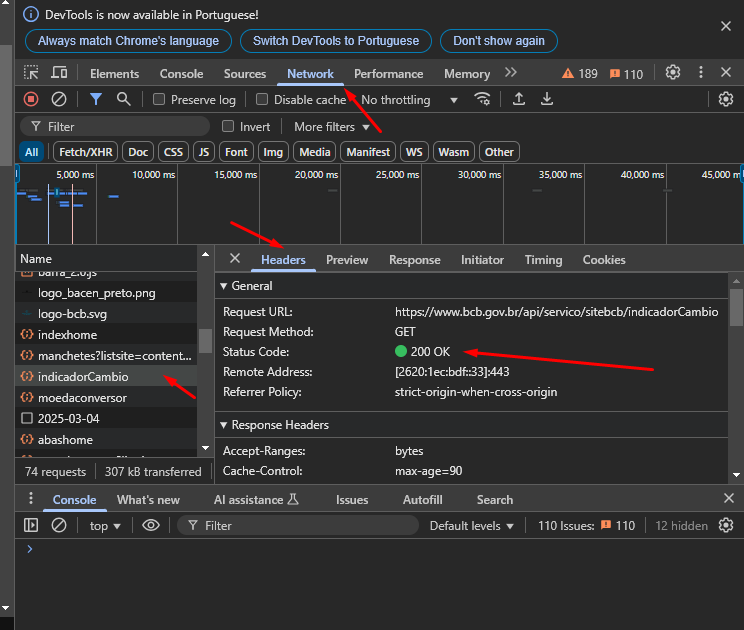 DevTools is now available in Portuguese!
Always match Chrome's language Switch DevTools to Portuguese Don't show again
Elements Console Sources Network Performance Memory 189 110
Preserve log Disable cache No throttling
Filter Invert More filters
All Fetch/XHR Doc CSS JS Font Img Media Manifest WS Wasm Other
5,000 ms 10,000 ms 15,000 ms 20,000 ms 25,000 ms 30,000 ms 35,000 ms 40,000 ms 45,000 m
Name
barra_2.0.js
logo_bacen_preto.png
logo-bcb.svg
indexhome
manchetes?listsite=content...
indicadorCambio
moedaconversor
2025-03-04
abashome
74 requests 307 kB transferred
Headers Preview Response Initiator Timing Cookies
General
Request URL: https://www.bcb.gov.br/api/servico/sitebcb/indicadorCambio
Request Method: GET
Status Code: 200 OK
Remote Address: [2620:1ec:bdf::33]:443
Referrer Policy: strict-origin-when-cross-origin
Response Headers
Accept-Ranges: bytes
Cache-Control: max-age=90
Console What's new AI assistance Issues Autofill Search
top Filter Default levels 110 Issues: 110 12 hidden